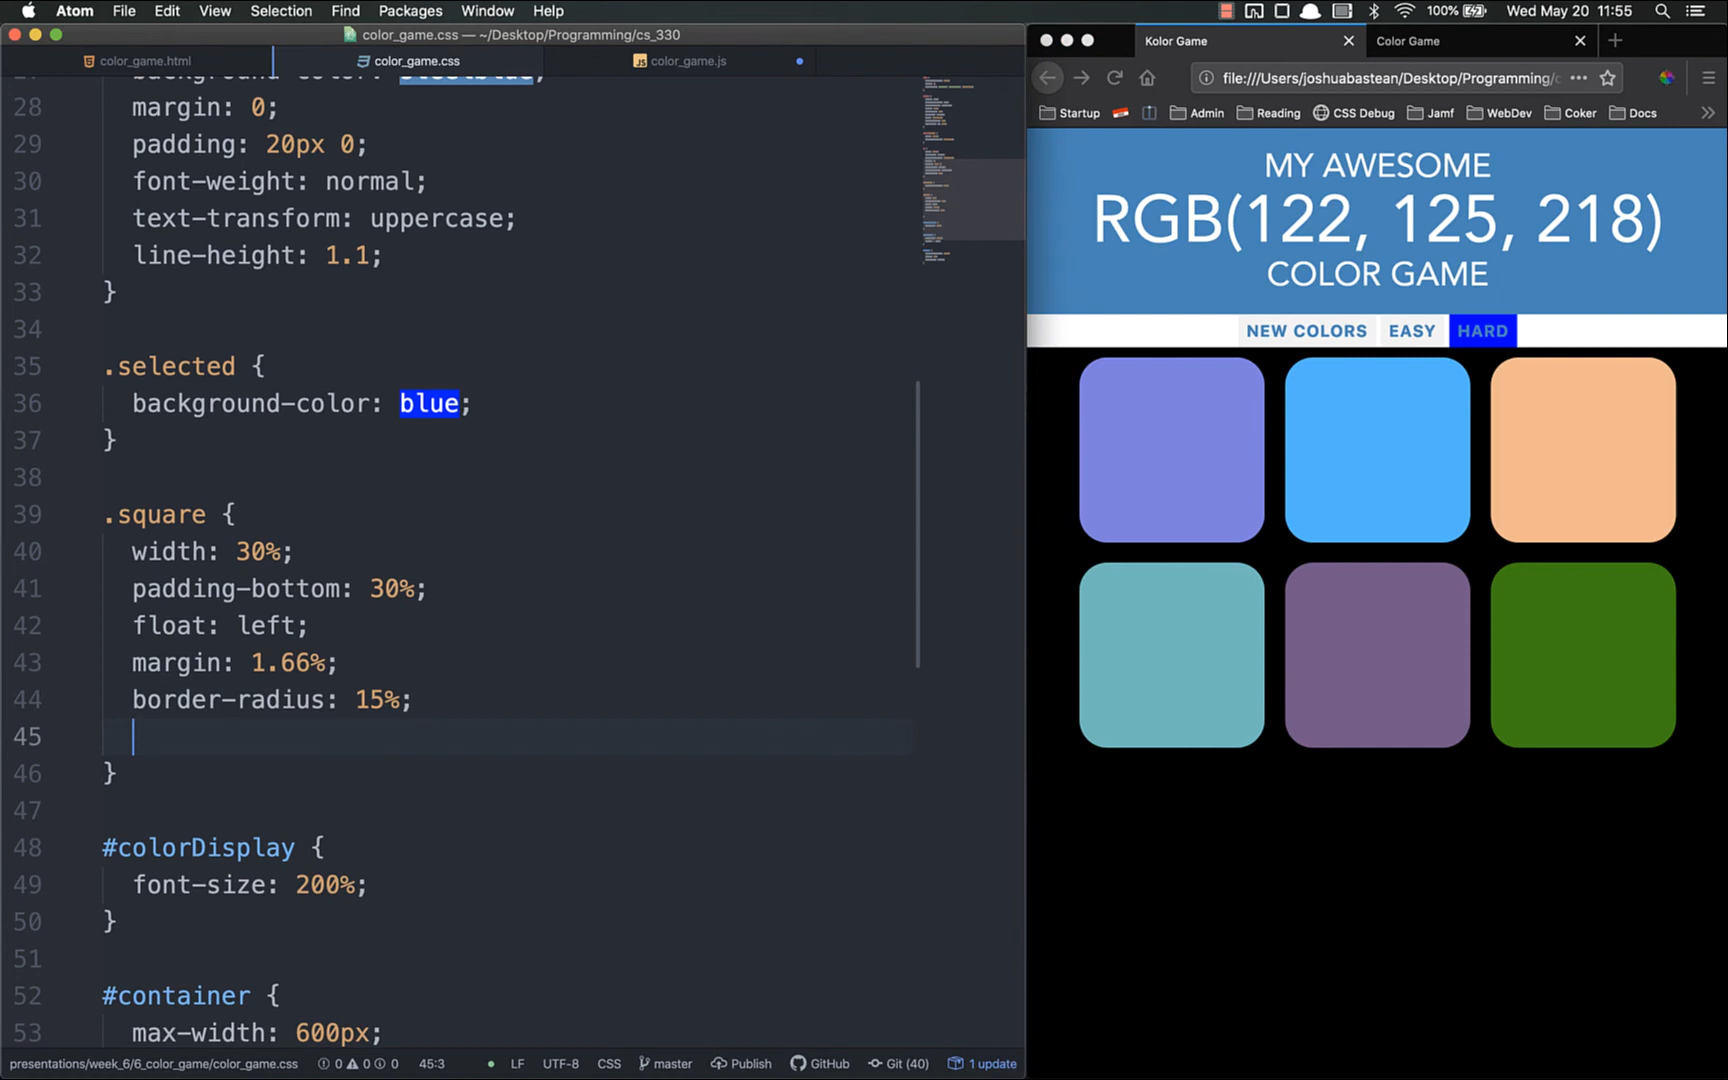 Atom File Edit View Selection Find Packages Window Help 100% Wed May 20 11:55
color_game.css — ~/Desktop/Programming/cs_330
color_game.html color_game.css color_game.js
background-color: steelblue;
28 margin: 0;
29 padding: 20px 0;
30 font-weight: normal;
31 text-transform: uppercase;
32 line-height: 1.1;
33 }
34
35 .selected {
36 background-color: blue;
37 }
38
39 .square {
40 width: 30%;
41 padding-bottom: 30%;
42 float: left;
43 margin: 1.66%;
44 border-radius: 15%;
45
46 }
47
48 #colorDisplay {
49 font-size: 200%;
50 }
51
52 #container {
53 max-width: 600px;
presentations/week_6/6_color_game/color_game.css 0 0 0 45:3 LF UTF-8 CSS master Publish GitHub Git (40) 1 update
Kolor Game Color Game
file:///Users/joshuabastean/Desktop/Programming/c
Startup Admin Reading CSS Debug Jamf WebDev Coker Docs
MY AWESOME
RGB(122, 125, 218)
COLOR GAME
NEW COLORS EASY HARD